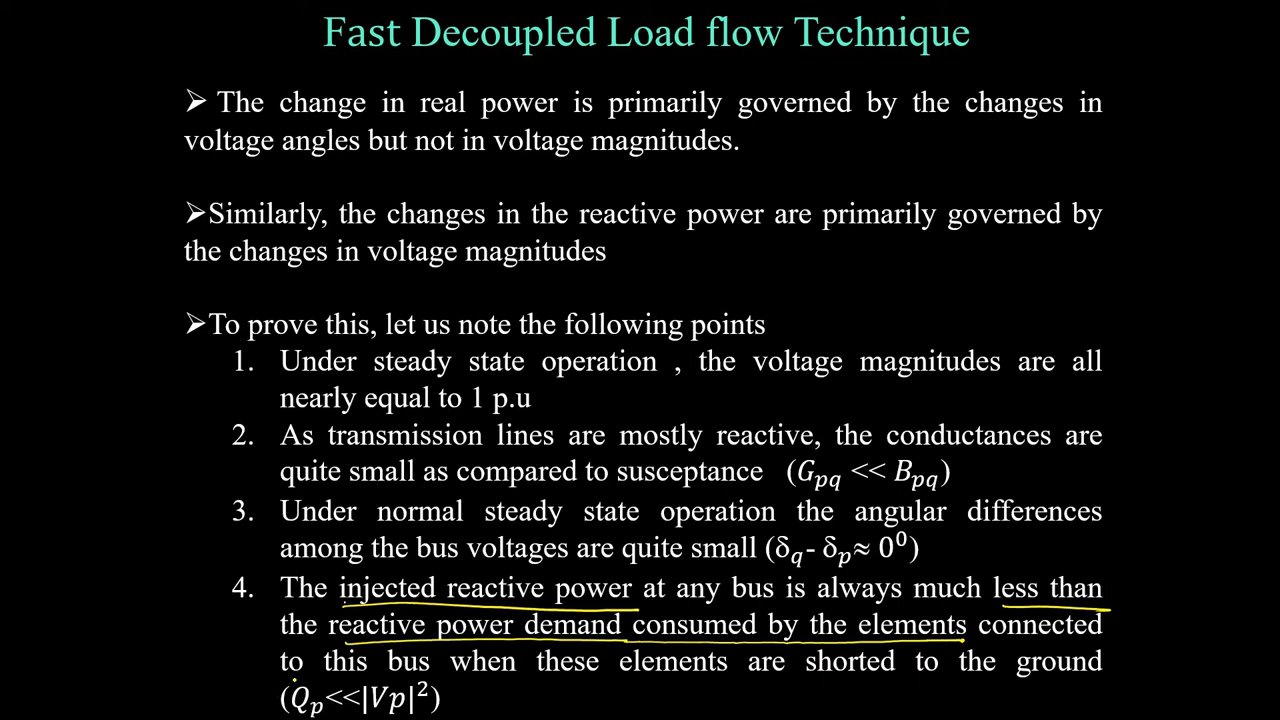 Fast Decoupled Load flow Technique
➢ The change in real power is primarily governed by the changes in
voltage angles but not in voltage magnitudes.
➢Similarly, the changes in the reactive power are primarily governed by
the changes in voltage magnitudes
➢To prove this, let us note the following points
1. Under steady state operation , the voltage magnitudes are all
nearly equal to 1 p.u
2. As transmission lines are mostly reactive, the conductances are
quite small as compared to susceptance (G_pq << B_pq)
3. Under normal steady state operation the angular differences
among the bus voltages are quite small (δ_q- δ_p≈ 0⁰)
4. The injected reactive power at any bus is always much less than
the reactive power demand consumed by the elements connected
to this bus when these elements are shorted to the ground
(Q_p<<|Vp|²)